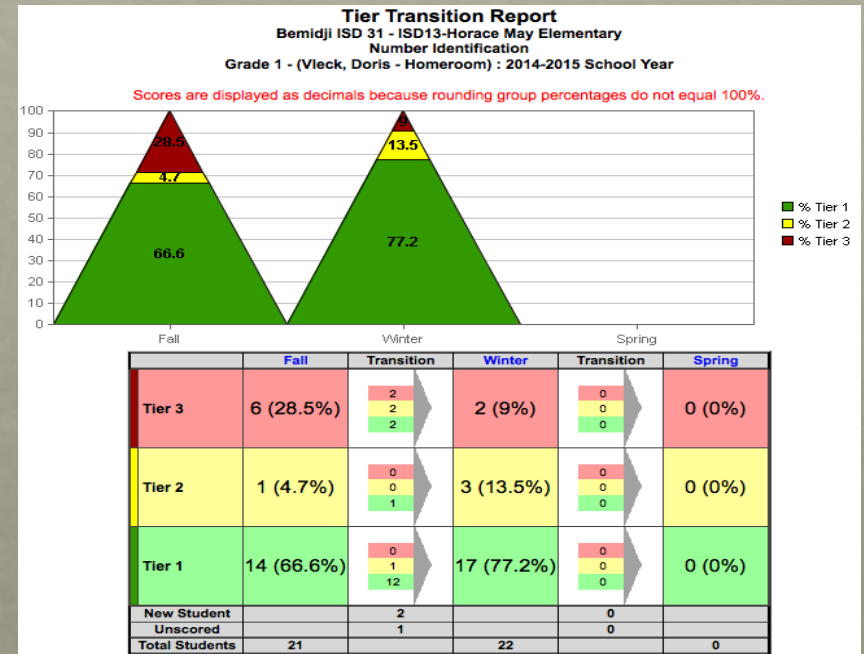 Tier Transition Report
Bemidji ISD 31 - ISD13-Horace May Elementary
Number Identification
Grade 1 - (Vleck, Doris - Homeroom) : 2014-2015 School Year
Scores are displayed as decimals because rounding group percentages do not equal 100%.
100
90
80
70
60
50
40
30
20
10
0
28.5
4.7
66.6
9
13.5
77.2
% Tier 1
% Tier 2
% Tier 3
Fall Winter Spring
Fall Transition Winter Transition Spring
Tier 3 6 (28.5%) 2 (9%) 0 (0%)
2 0
2 0
2 0
Tier 2 1 (4.7%) 3 (13.5%) 0 (0%)
0 0
0 0
1 0
Tier 1 14 (66.6%) 17 (77.2%) 0 (0%)
0 0
1 0
12 0
New Student 2 0
Unscored 1 0
Total Students 21 22 0